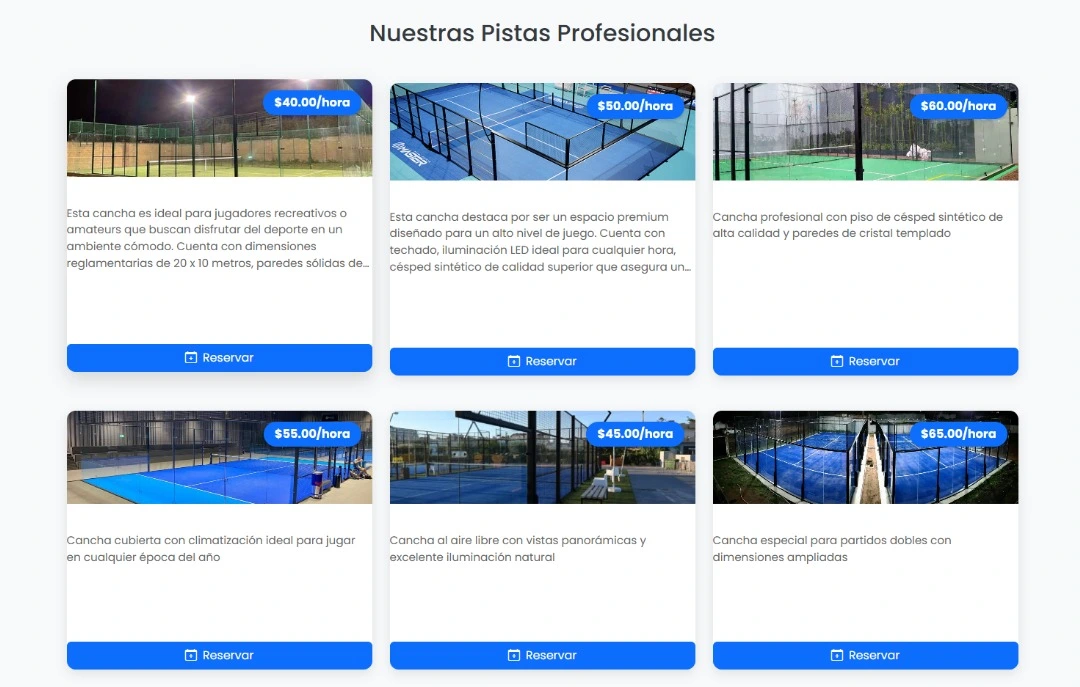 Nuestras Pistas Profesionales
$40.00/hora
Esta cancha es ideal para jugadores recreativos o
amateurs que buscan disfrutar del deporte en un
ambiente cómodo. Cuenta con dimensiones
reglamentarias de 20 x 10 metros, paredes sólidas de...
Reservar
$50.00/hora
Esta cancha destaca por ser un espacio premium
diseñado para un alto nivel de juego. Cuenta con
techado, iluminación LED ideal para cualquier hora,
césped sintético de calidad superior que asegura un...
Reservar
$60.00/hora
Cancha profesional con piso de césped sintético de
alta calidad y paredes de cristal templado
Reservar
$55.00/hora
Cancha cubierta con climatización ideal para jugar
en cualquier época del año
Reservar
$45.00/hora
Cancha al aire libre con vistas panorámicas y
excelente iluminación natural
Reservar
$65.00/hora
Cancha especial para partidos dobles con
dimensiones ampliadas
Reservar